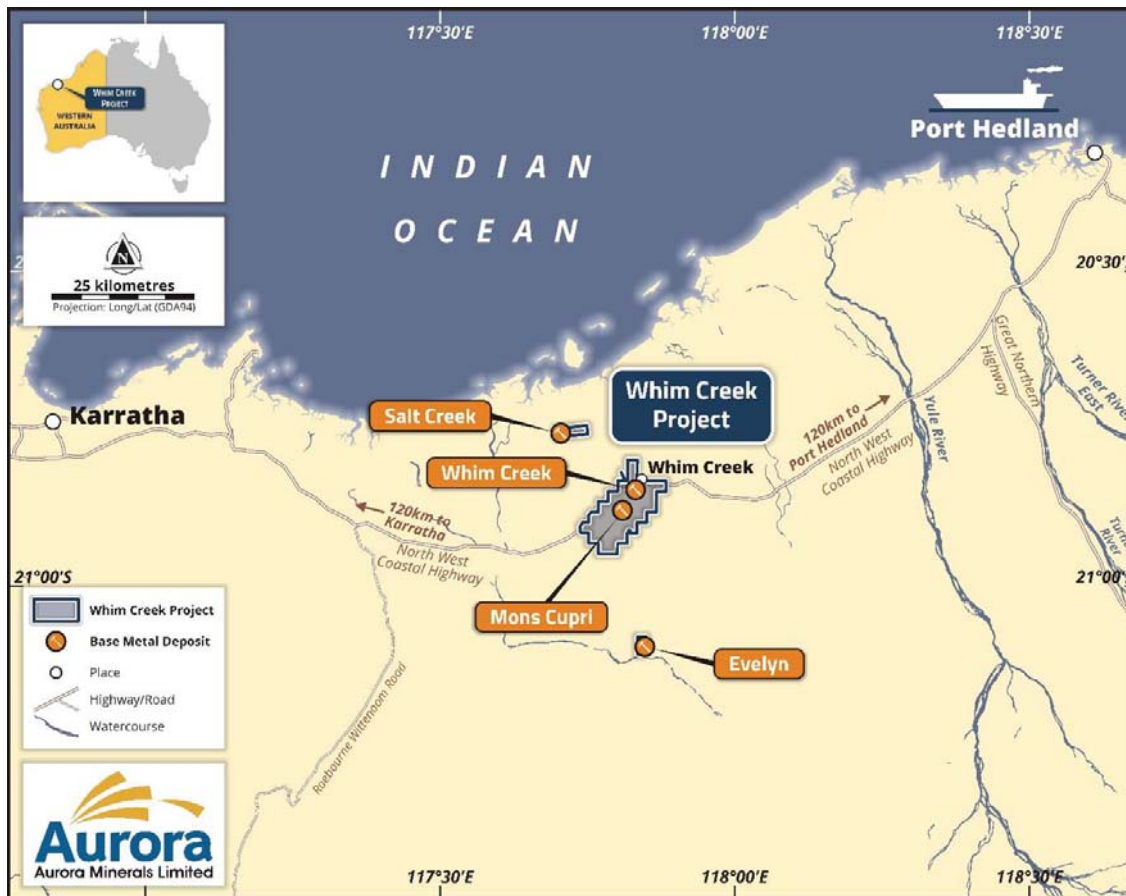 117°30'E
118°00'E
118°30'E
WHIM CREEK
PROJECT
WESTERN
AUSTRALIA
INDIAN
OCEAN
Port Hedland
N
25 kilometres
Projection: Long/Lat (GDA94)
20°30'
Karratha
Salt Creek
Whim Creek
Project
Whim Creek
Whim Creek
120km to
Port Hedland
North West
Coastal Highway
Yule River
Great Northern
Highway
Turner River
East
120km to
Karratha
North West
Coastal Highway
Mons Cupri
Evelyn
River
21°00'S
21°00'
Whim Creek Project
Base Metal Deposit
Place
Highway/Road
Watercourse
Roebourne Wittenoom Road
Aurora
Aurora Minerals Limited
117°30'E
118°00'E
118°30'E